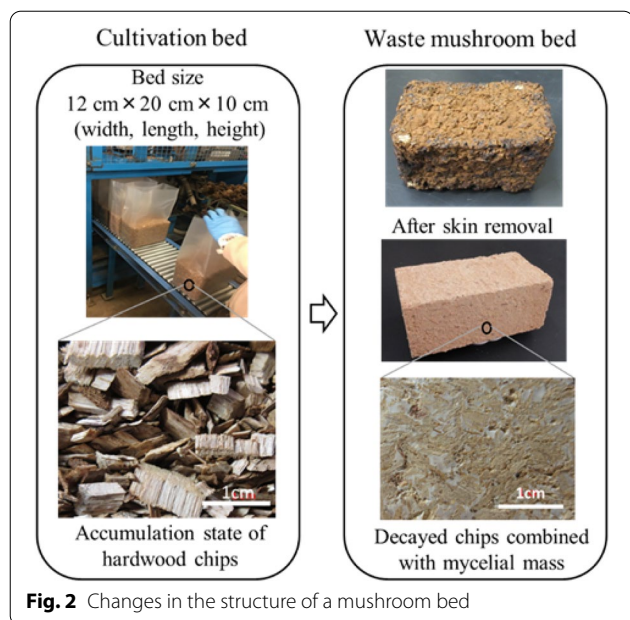 Cultivation bed
Bed size
12 cm × 20 cm × 10 cm
(width, length, height)
1cm
Accumulation state of
hardwood chips
Waste mushroom bed
After skin removal
1cm
Decayed chips combined
with mycelial mass
Fig. 2 Changes in the structure of a mushroom bed